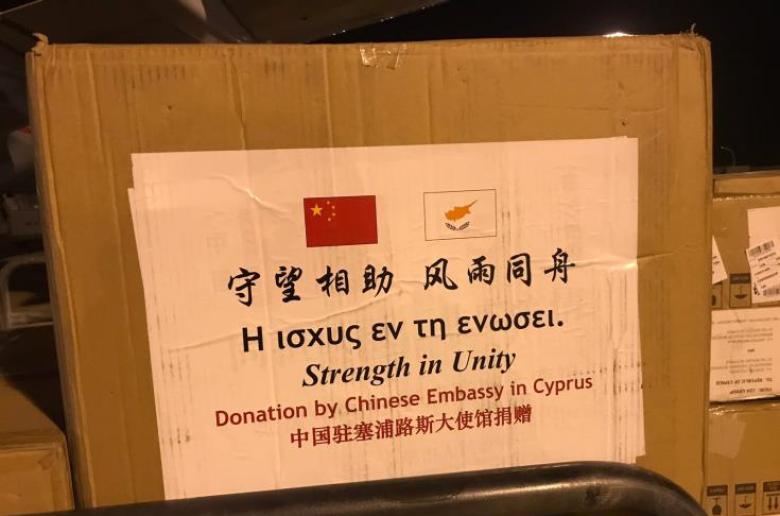 守望相助 风雨同舟
Η ισχυς εν τη ενωσει.
Strength in Unity
Donation by Chinese Embassy in Cyprus
中国驻塞浦路斯大使馆捐赠